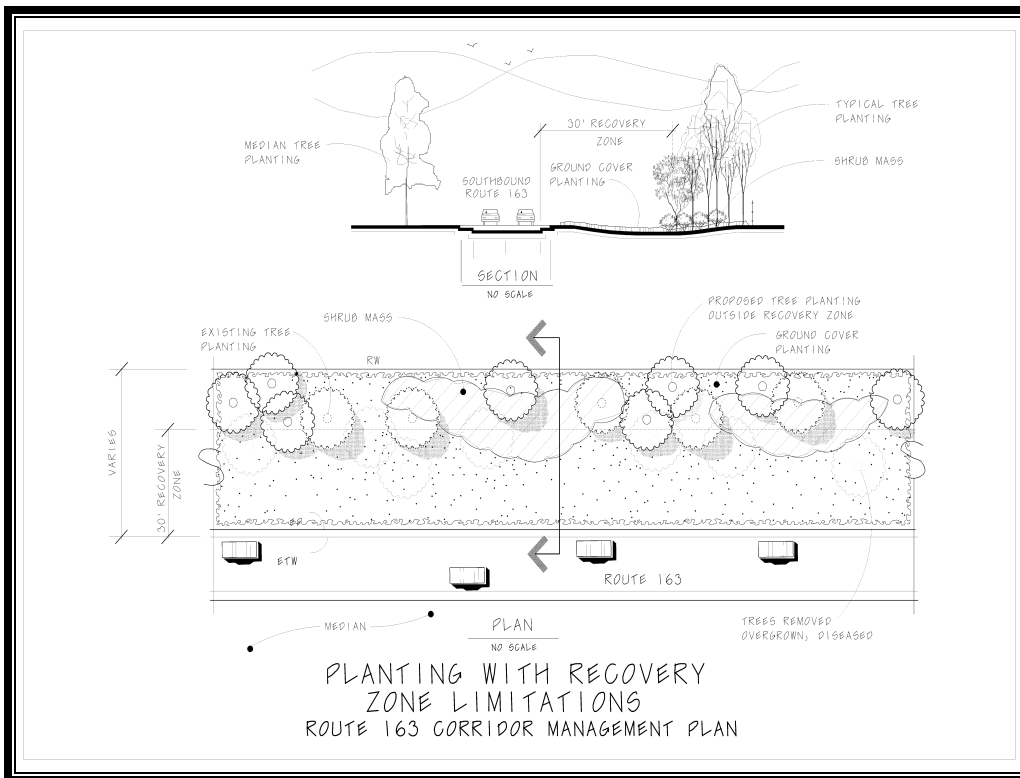 TYPICAL TREE
PLANTING
30' RECOVERY
ZONE
MEDIAN TREE
PLANTING
SHRUB MASS
GROUND COVER
PLANTING
SOUTHBOUND
ROUTE 163
SECTION
NO SCALE
PROPOSED TREE PLANTING
OUTSIDE RECOVERY ZONE
SHRUB MASS
EXISTING TREE
PLANTING
GROUND COVER
PLANTING
RW
VARIES
30' RECOVERY
ZONE
ETW
ROUTE 163
MEDIAN
PLAN
NO SCALE
TREES REMOVED
OVERGROWN, DISEASED
PLANTING WITH RECOVERY
ZONE LIMITATIONS
ROUTE 163 CORRIDOR MANAGEMENT PLAN